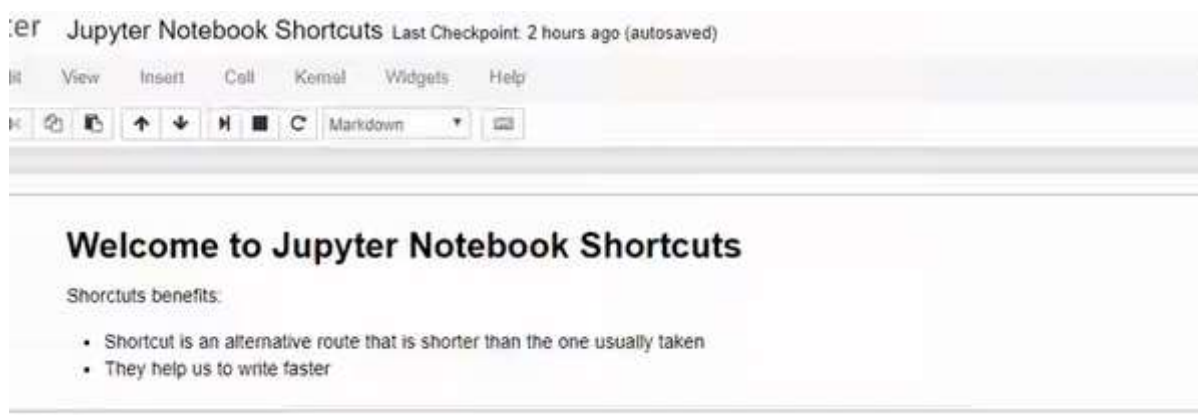 er Jupyter Notebook Shortcuts Last Checkpoint: 2 hours ago (autosaved)
View Insert Cell Kernel Widgets Help
Markdown
Welcome to Jupyter Notebook Shortcuts
Shorctuts benefits:
Shortcut is an alternative route that is shorter than the one usually taken
They help us to write faster